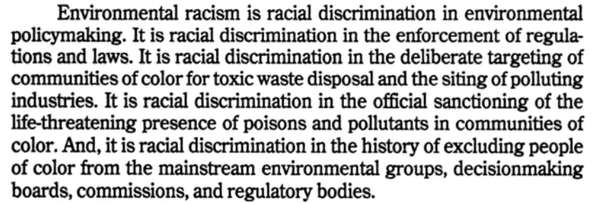 Environmental racism is racial discrimination in environmental
policymaking. It is racial discrimination in the enforcement of regula-
tions and laws. It is racial discrimination in the deliberate targeting of
communities of color for toxic waste disposal and the siting of polluting
industries. It is racial discrimination in the official sanctioning of the
life-threatening presence of poisons and pollutants in communities of
color. And, it is racial discrimination in the history of excluding people
of color from the mainstream environmental groups, decisionmaking
boards, commissions, and regulatory bodies.